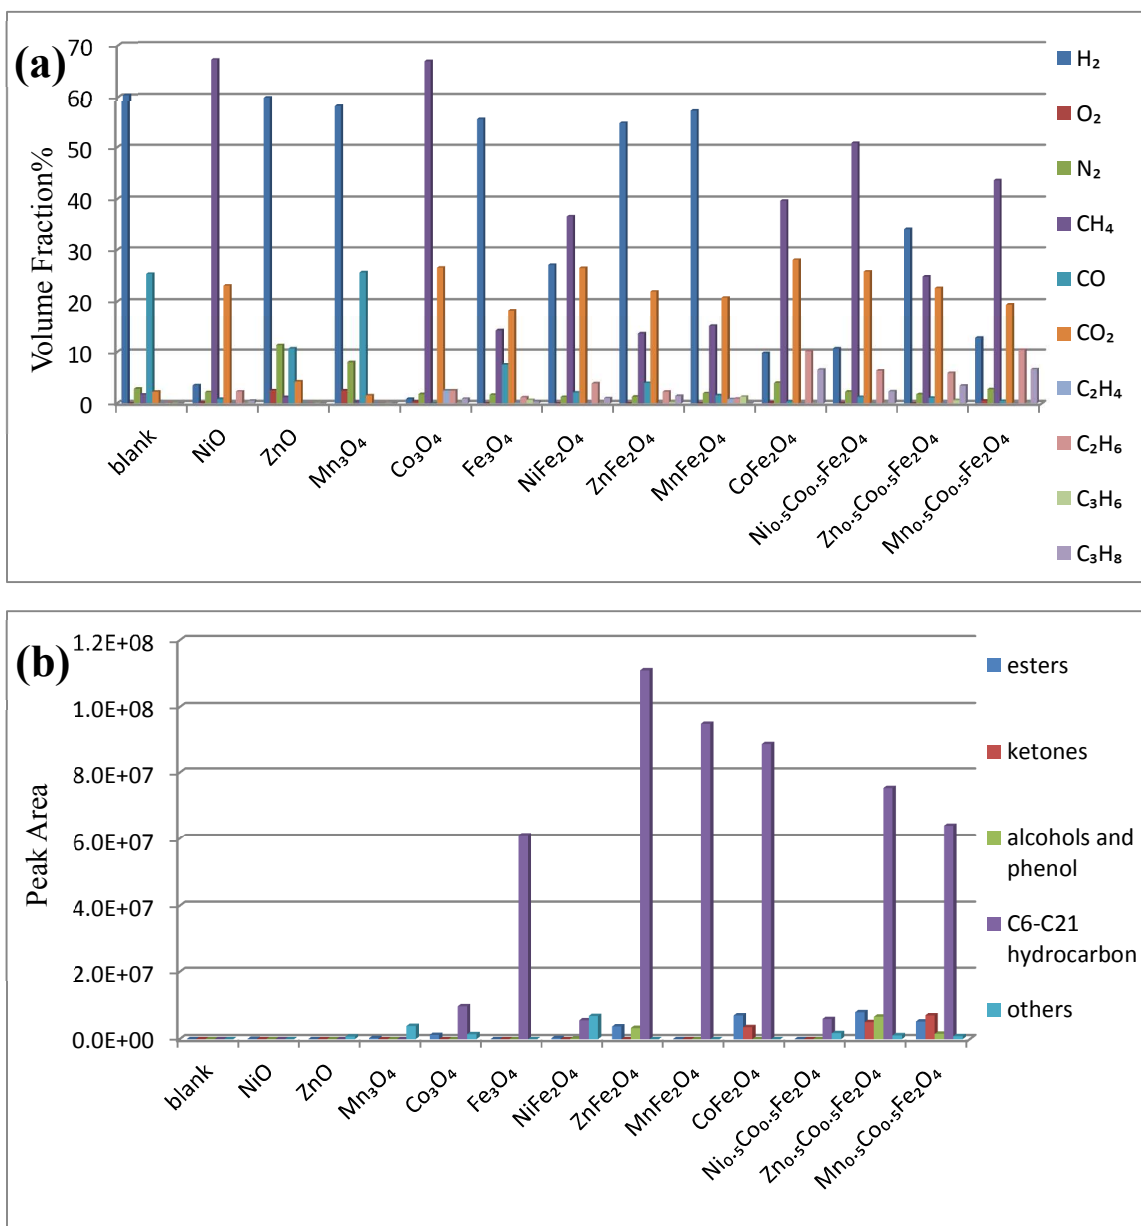 (a)
Volume Fraction%
70
60
50
40
30
20
10
0
blank
NiO
ZnO
Mn₃O₄
Co₃O₄
Fe₃O₄
NiFe₂O₄
ZnFe₂O₄
MnFe₂O₄
CoFe₂O₄
Ni₀.₅Co₀.₅Fe₂O₄
Zn₀.₅Co₀.₅Fe₂O₄
Mn₀.₅Co₀.₅Fe₂O₄
H₂
O₂
N₂
CH₄
CO
CO₂
C₂H₄
C₂H₆
C₃H₆
C₃H₈
(b)
Peak Area
1.2E+08
1.0E+08
8.0E+07
6.0E+07
4.0E+07
2.0E+07
0.0E+00
blank
NiO
ZnO
Mn₃O₄
Co₃O₄
Fe₃O₄
NiFe₂O₄
ZnFe₂O₄
MnFe₂O₄
CoFe₂O₄
Ni₀.₅Co₀.₅Fe₂O₄
Zn₀.₅Co₀.₅Fe₂O₄
Mn₀.₅Co₀.₅Fe₂O₄
esters
ketones
alcohols and
phenol
C6-C21
hydrocarbon
others